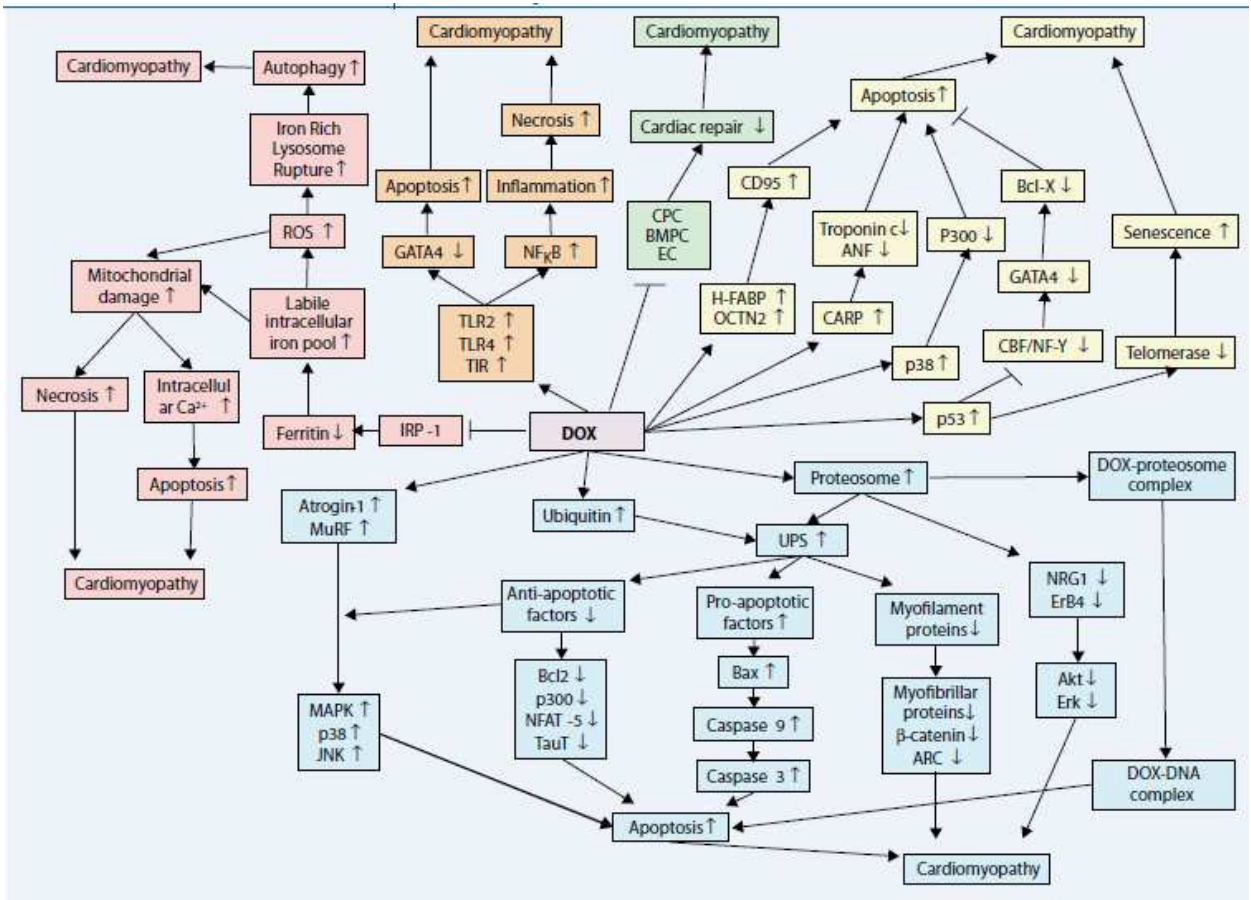 Cardiomyopathy
Autophagy ↑
Iron Rich
Lysosome
Rupture ↑
ROS ↑
Mitochondrial
damage ↑
Labile
intracellular
iron pool ↑
Necrosis ↑
Intracellul
ar Ca²⁺ ↑
Apoptosis ↑
Cardiomyopathy
Ferritin ↓
IRP -1
Cardiomyopathy
Necrosis ↑
Apoptosis ↑
Inflammation ↑
GATA4 ↓
NFKB ↑
TLR2 ↑
TLR4 ↑
TIR ↑
Cardiomyopathy
Cardiac repair ↓
CPC
BMPC
EC
Cardiomyopathy
Apoptosis ↑
CD95 ↑
Bcl-X ↓
Troponin c↓
ANF ↓
P300 ↓
Senescence ↑
GATA4 ↓
H-FABP ↑
OCTN2 ↑
CARP ↑
CBF/NF-Y ↓
Telomerase ↓
p38 ↑
p53 ↑
DOX
Proteosome ↑
DOX-proteosome
complex
Atrogin-1 ↑
MuRF ↑
Ubiquitin ↑
UPS ↑
Anti-apoptotic
factors ↓
Pro-apoptotic
factors ↑
Myofilament
proteins↓
NRG1 ↓
ErB4 ↓
Bcl2 ↓
p300 ↓
NFAT -5 ↓
TauT ↓
Bax ↑
Caspase 9 ↑
Caspase 3 ↑
Myofibrillar
proteins↓
β-catenin↓
ARC ↓
Akt ↓
Erk ↓
MAPK ↑
p38 ↑
JNK ↑
DOX-DNA
complex
Apoptosis ↑
Cardiomyopathy